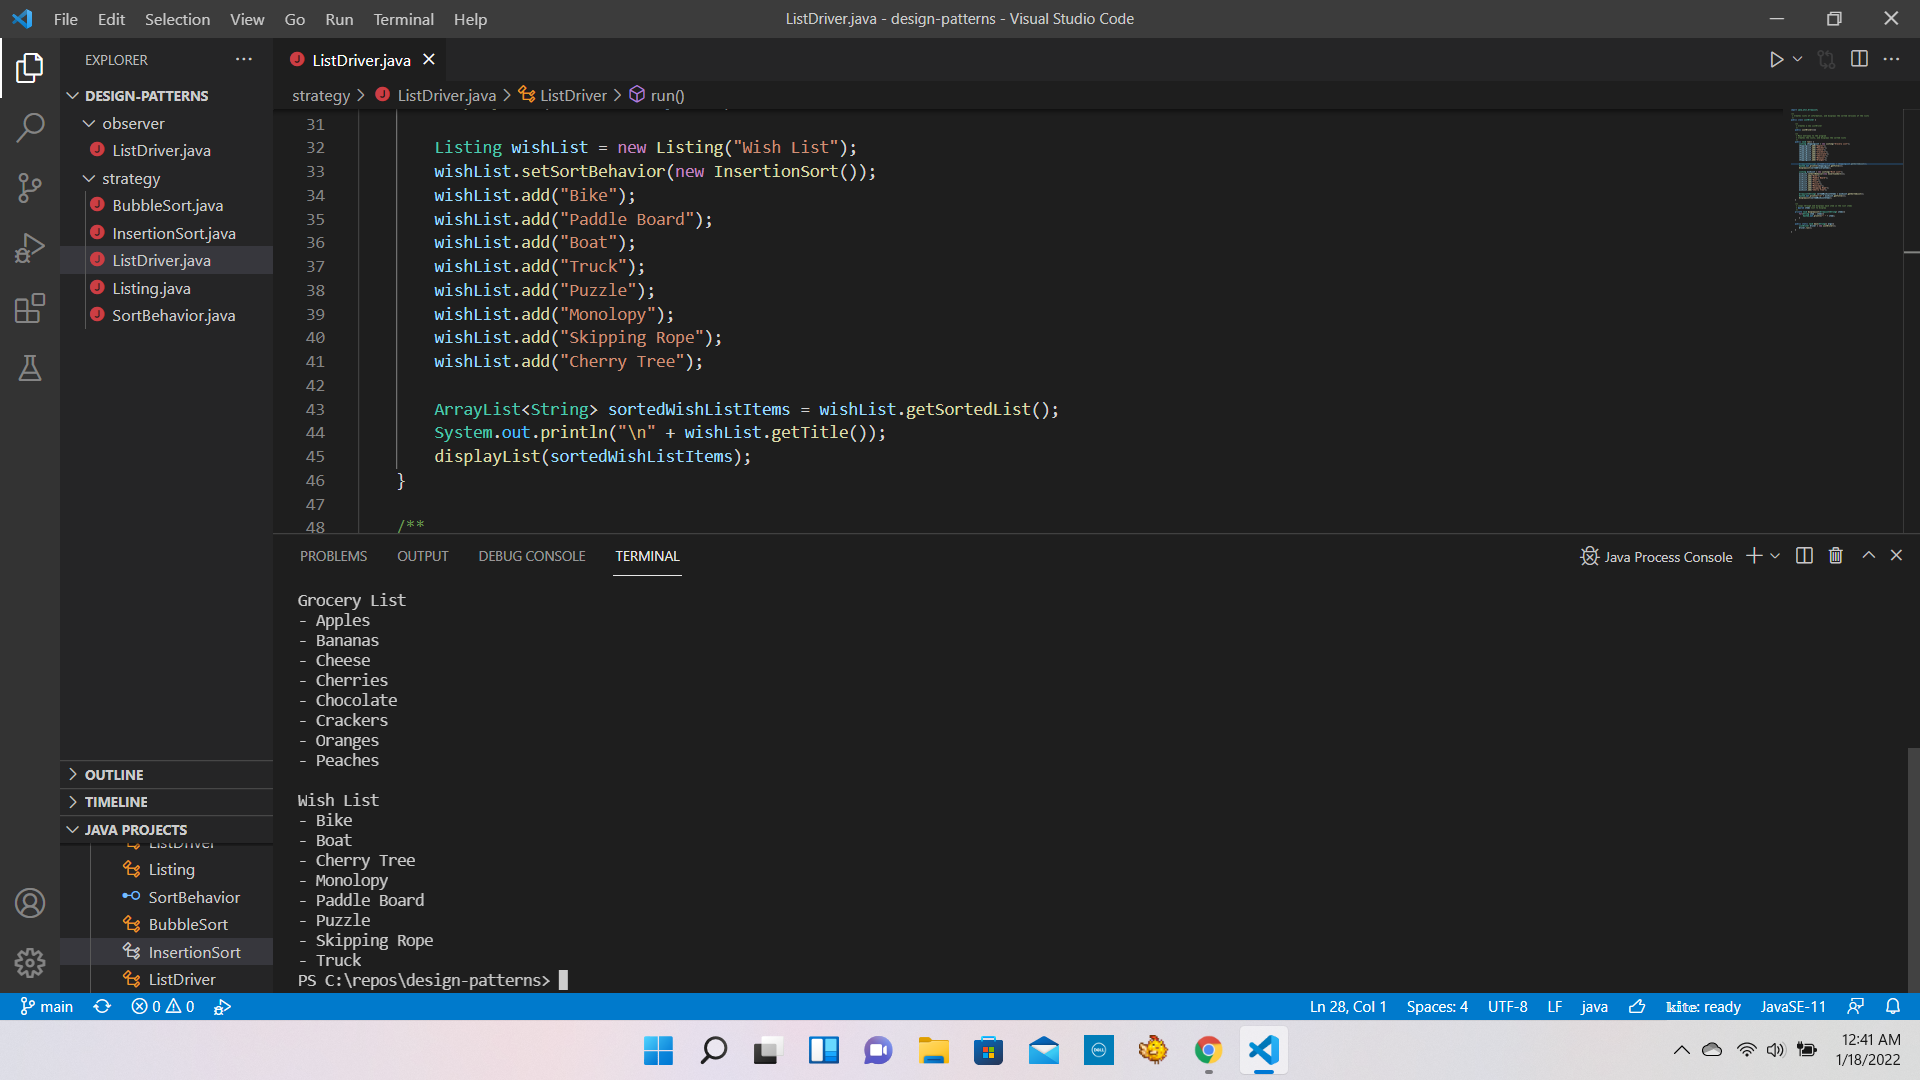 File Edit Selection View Go Run Terminal Help
ListDriver.java - design-patterns - Visual Studio Code
EXPLORER
DESIGN-PATTERNS
observer
ListDriver.java
strategy
BubbleSort.java
InsertionSort.java
ListDriver.java
Listing.java
SortBehavior.java
OUTLINE
TIMELINE
JAVA PROJECTS
ListDriver
Listing
SortBehavior
BubbleSort
InsertionSort
ListDriver
ListDriver.java
strategy > ListDriver.java > ListDriver > run()
31
32 Listing wishList = new Listing("Wish List");
33 wishList.setSortBehavior(new InsertionSort());
34 wishList.add("Bike");
35 wishList.add("Paddle Board");
36 wishList.add("Boat");
37 wishList.add("Truck");
38 wishList.add("Puzzle");
39 wishList.add("Monolopy");
40 wishList.add("Skipping Rope");
41 wishList.add("Cherry Tree");
42
43 ArrayList<String> sortedWishListItems = wishList.getSortedList();
44 System.out.println("\n" + wishList.getTitle());
45 displayList(sortedWishListItems);
46 }
47
48 /**
PROBLEMS OUTPUT DEBUG CONSOLE TERMINAL
Java Process Console
Grocery List
- Apples
- Bananas
- Cheese
- Cherries
- Chocolate
- Crackers
- Oranges
- Peaches
Wish List
- Bike
- Boat
- Cherry Tree
- Monolopy
- Paddle Board
- Puzzle
- Skipping Rope
- Truck
PS C:\repos\design-patterns>
main 0 0
Ln 28, Col 1 Spaces: 4 UTF-8 LF java kite: ready JavaSE-11
DELL
12:41 AM
1/18/2022